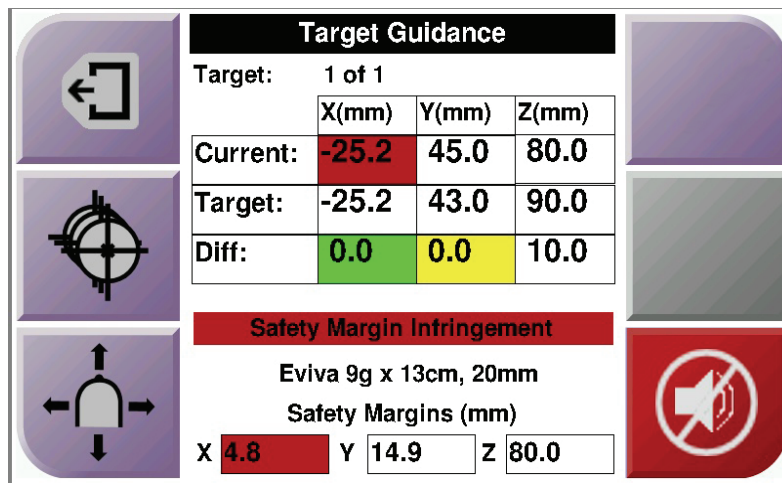 Target Guidance
Target: 1 of 1
X(mm) Y(mm) Z(mm)
Current: -25.2 45.0 80.0
Target: -25.2 43.0 90.0
Diff: 0.0 0.0 10.0
Safety Margin Infringement
Eviva 9g x 13cm, 20mm
Safety Margins (mm)
X 4.8 Y 14.9 Z 80.0